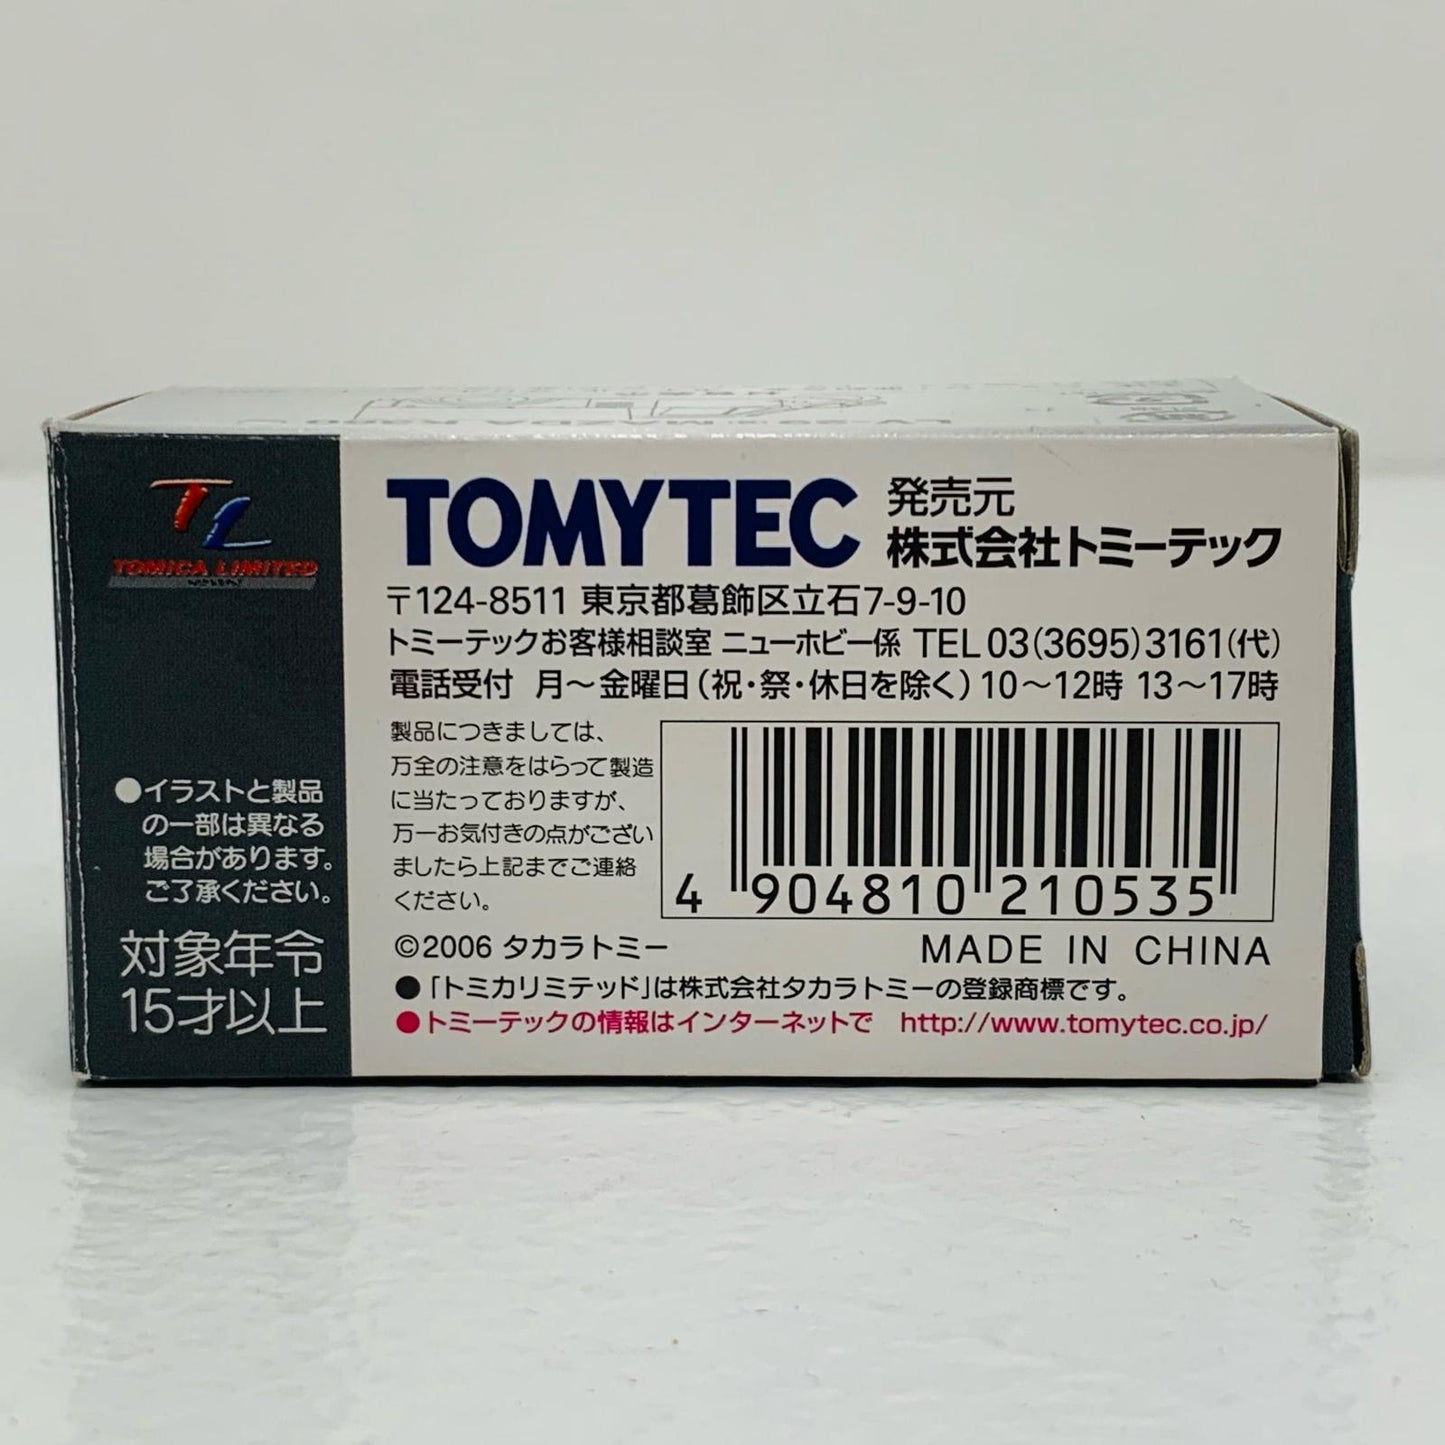 TOMICA LIMITED
●イラストと製品
の一部は異なる
場合があります。
ご了承ください。
対象年令
15才以上
TOMYTEC
発売元
株式会社トミーテック
〒124-8511 東京都葛飾区立石7-9-10
トミーテックお客様相談室 ニューホビー係 TEL 03(3695)3161(代)
電話受付 月～金曜日(祝・祭・休日を除く)10～12時 13～17時
製品につきましては、
万全の注意をはらって製造
に当たっておりますが、
万一お気付きの点がござい
ましたら上記までご連絡
ください。
4 904810 210535
©2006 タカラトミー
MADE IN CHINA
●「トミカリミテッド」は株式会社タカラトミーの登録商標です。
●トミーテックの情報はインターネットで http://www.tomytec.co.jp/